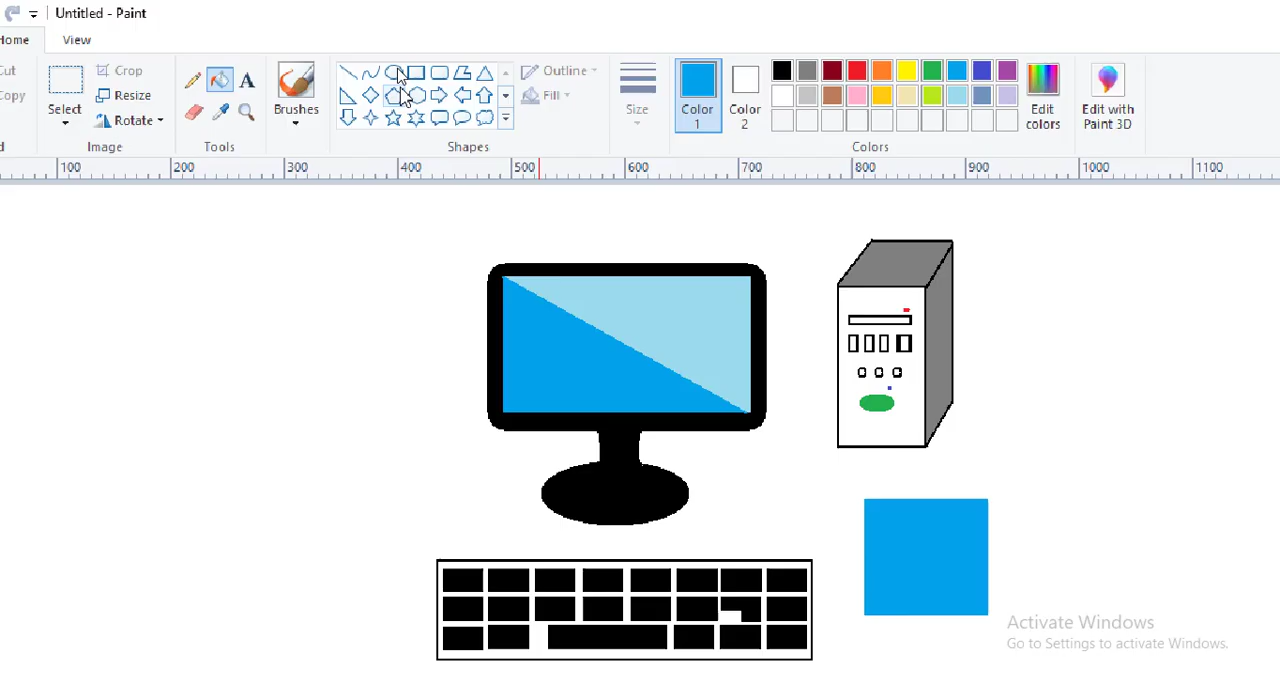 Untitled - Paint
Home
View
Cut
Copy
Select
Crop
Resize
Rotate
Image
Tools
Brushes
Shapes
Outline
Fill
Size
Color 1
Color 2
Edit colors
Edit with Paint 3D
Colors
100 200 300 400 500 600 700 800 900 1000 1100
Activate Windows
Go to Settings to activate Windows.